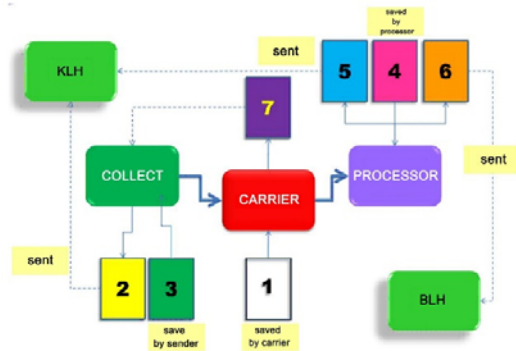 saved
by
processor
sent
KLH
5
4
6
7
sent
COLLECT
CARRIER
PROCESSOR
sent
2
3
1
BLH
save
by sender
saved
by carrier